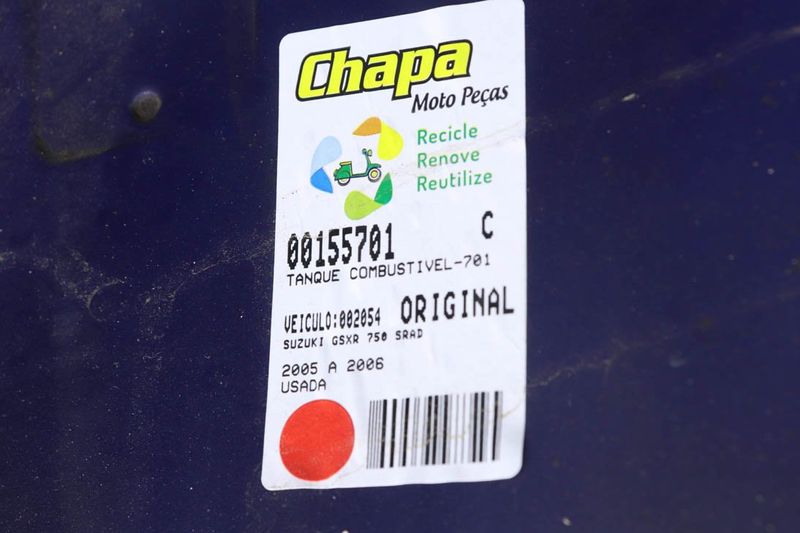 Chapa
Moto Peças
Recicle
Renove
Reutilize
00155701 C
TANQUE COMBUSTIVEL-701
VEICULO:002054 ORIGINAL
SUZUKI GSXR 750 SRAD
2005 A 2006
USADA